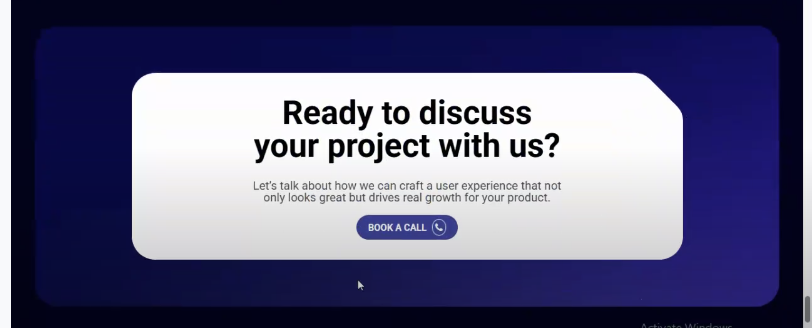 Ready to discuss
your project with us?
Let's talk about how we can craft a user experience that not
only looks great but drives real growth for your product.
BOOK A CALL
Activate Windows